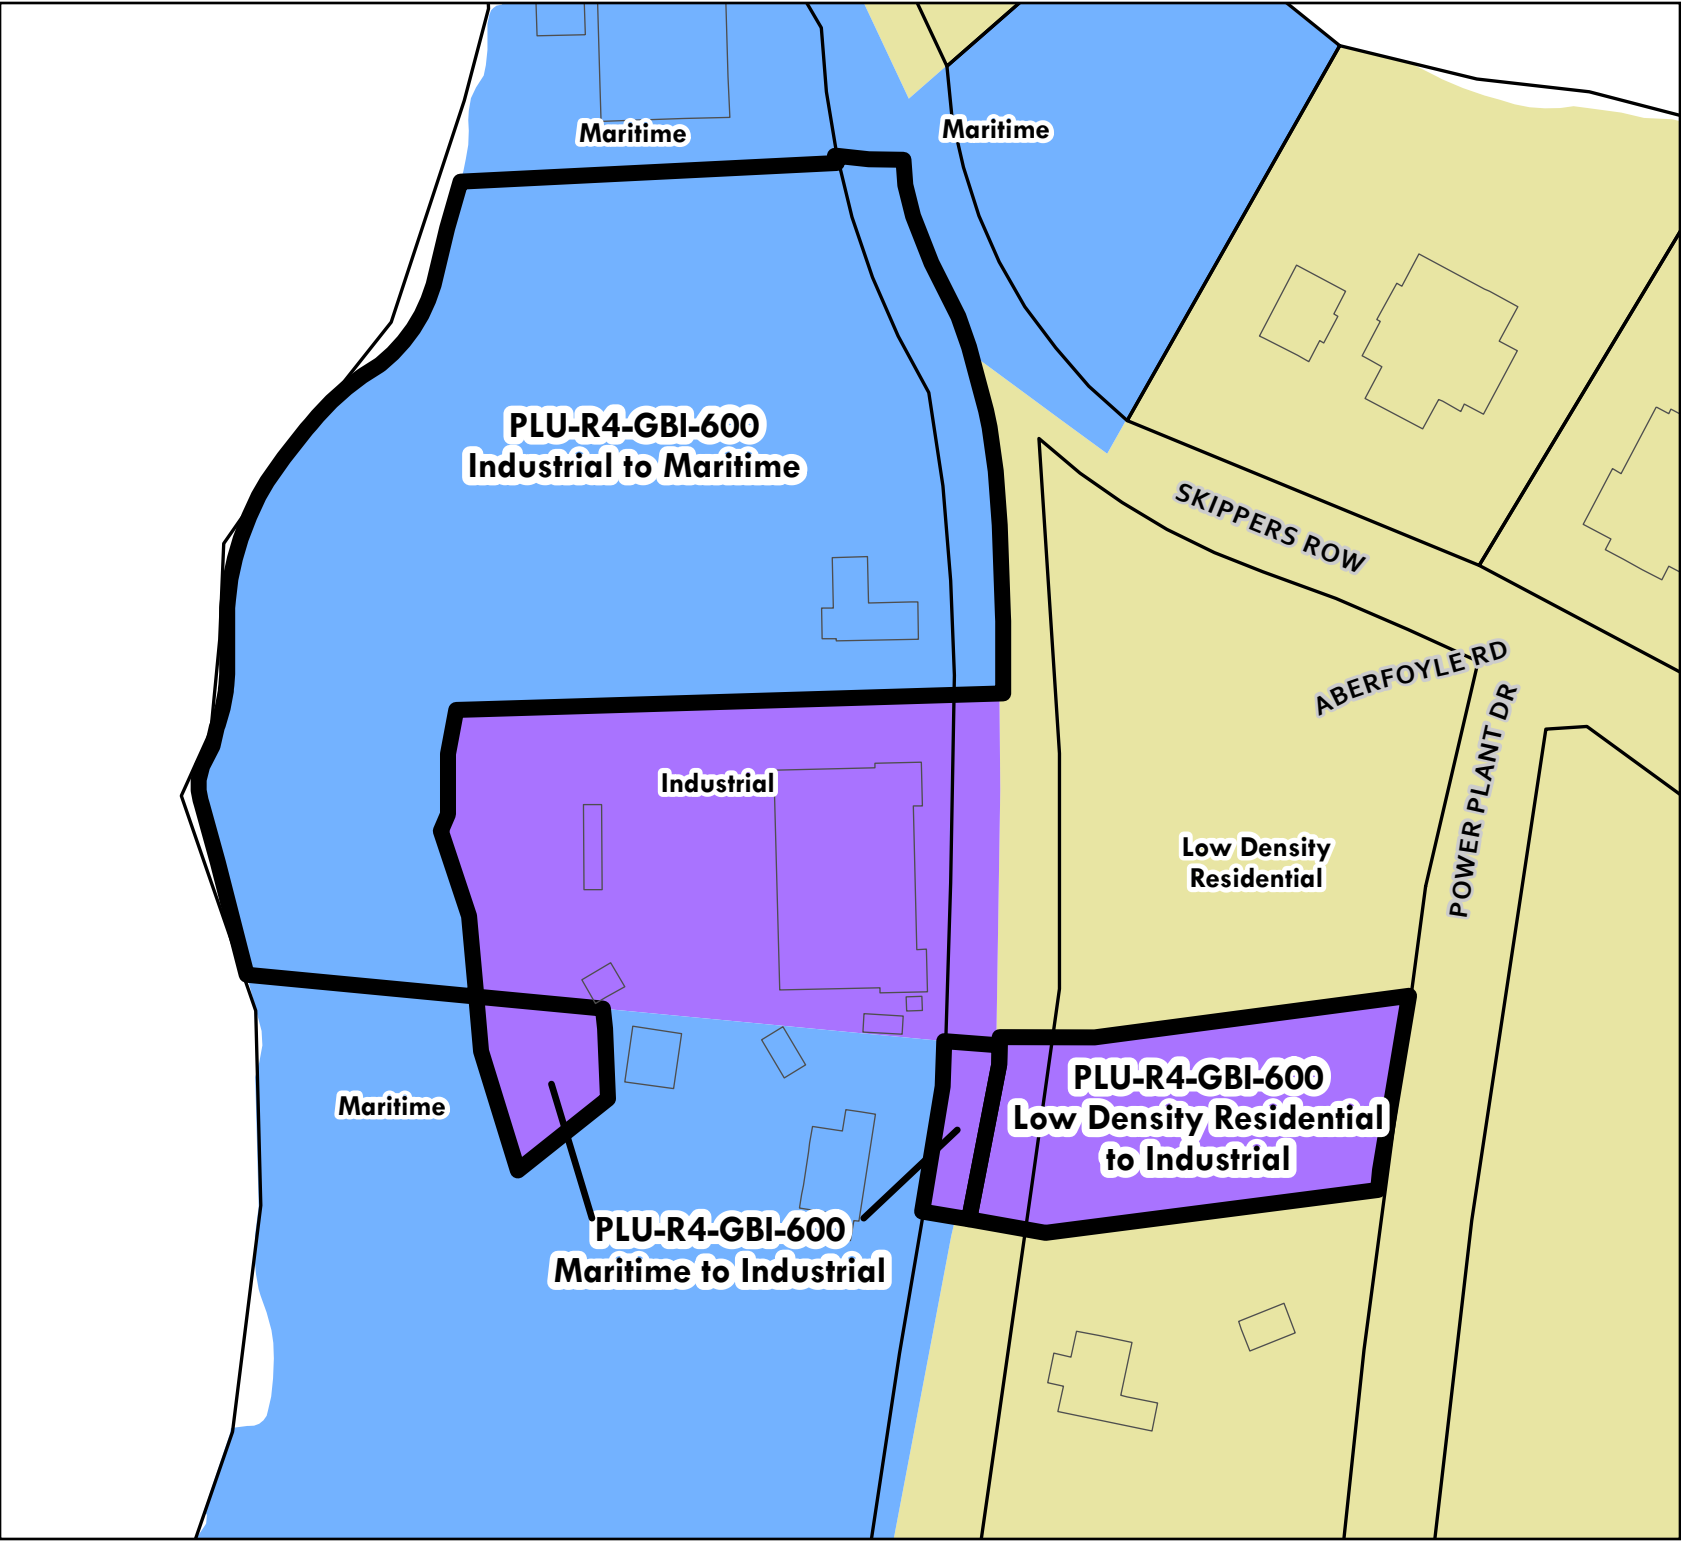 Maritime
Maritime
PLU-R4-GBI-600
Industrial to Maritime
SKIPPERS ROW
ABERFOYLE RD
POWER PLANT DR
Industrial
Low Density
Residential
PLU-R4-GBI-600
Low Density Residential
to Industrial
Maritime
PLU-R4-GBI-600
Maritime to Industrial